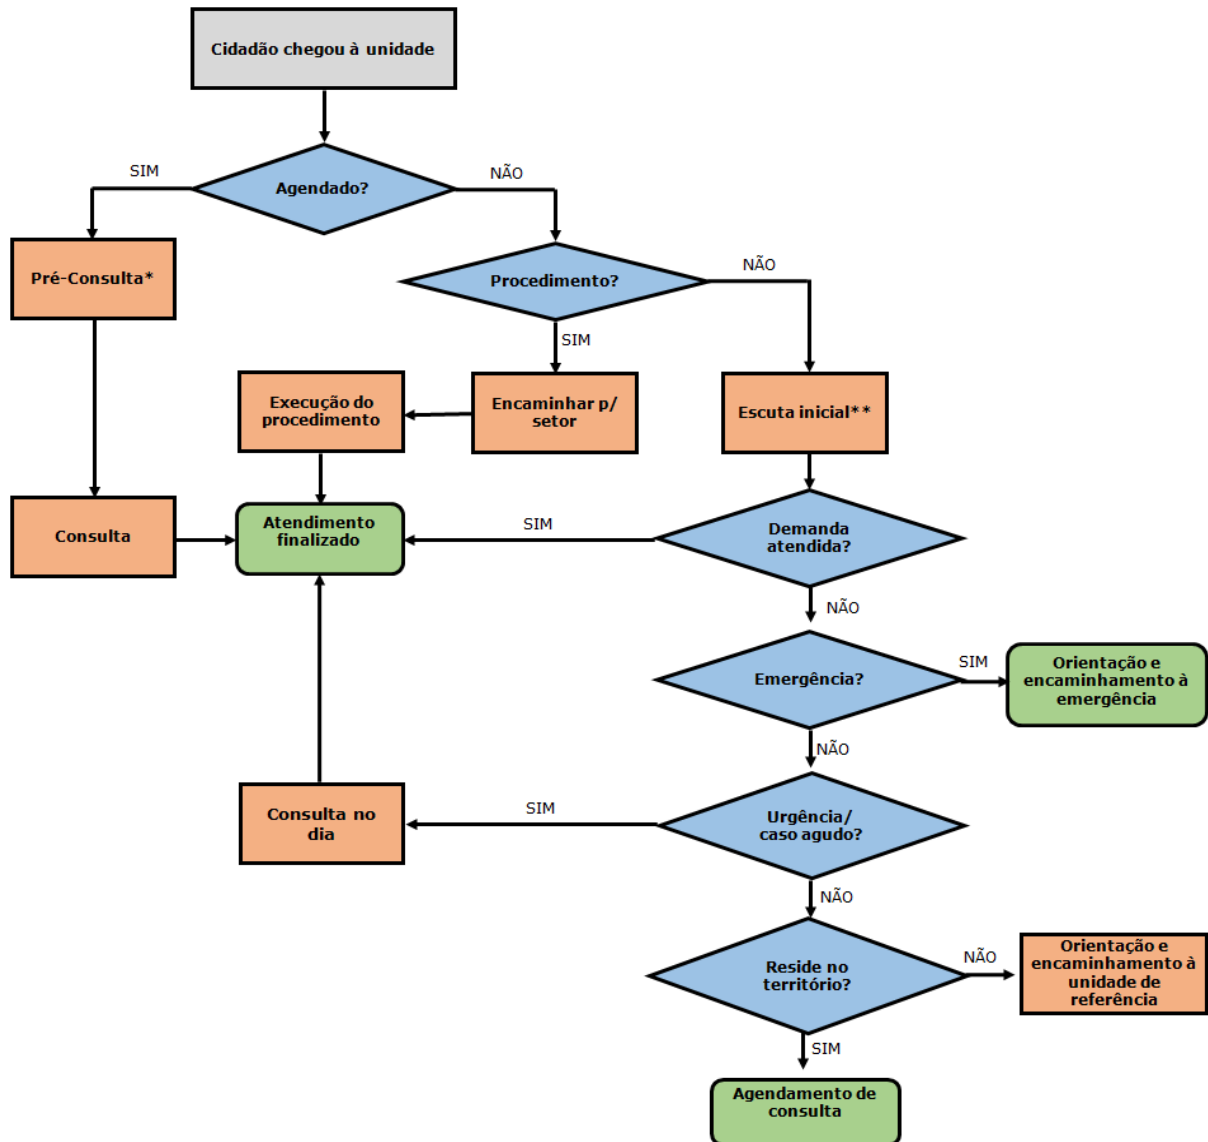 Cidadão chegou à unidade
SIM
Agendado?
NÃO
Pré-Consulta*
Procedimento?
NÃO
SIM
Execução do
procedimento
Encaminhar p/
setor
Escuta inicial**
Consulta
Atendimento
finalizado
SIM
Demanda
atendida?
NÃO
Emergência?
SIM
Orientação e
encaminhamento à
emergência
NÃO
Consulta no
dia
SIM
Urgência/
caso agudo?
NÃO
Reside no
território?
NÃO
Orientação e
encaminhamento à
unidade de
referência
SIM
Agendamento de
consulta